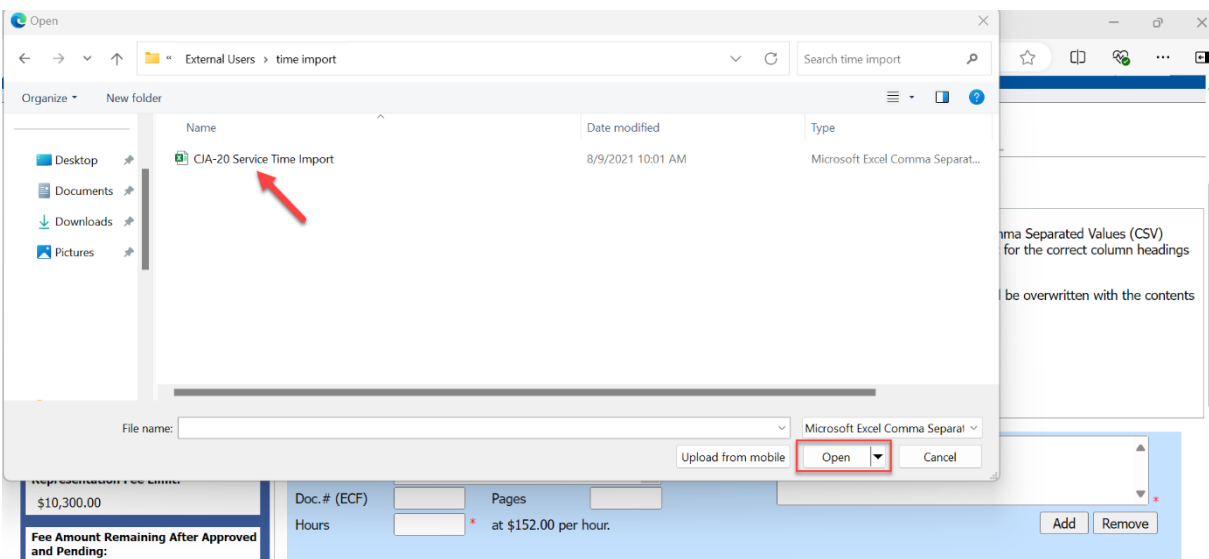 Open
« External Users > time import
Search time import
Organize
New folder
Name
Date modified
Type
Desktop
CJA-20 Service Time Import
8/9/2021 10:01 AM
Microsoft Excel Comma Separat...
Documents
Downloads
Pictures
mma Separated Values (CSV)
for the correct column headings
be overwritten with the contents
File name:
Microsoft Excel Comma Separat
Upload from mobile
Open
Cancel
Representation Fee Limit:
$10,300.00
Doc.# (ECF)
Pages
*
Hours
* at $152.00 per hour.
Add
Remove
Fee Amount Remaining After Approved
and Pending: